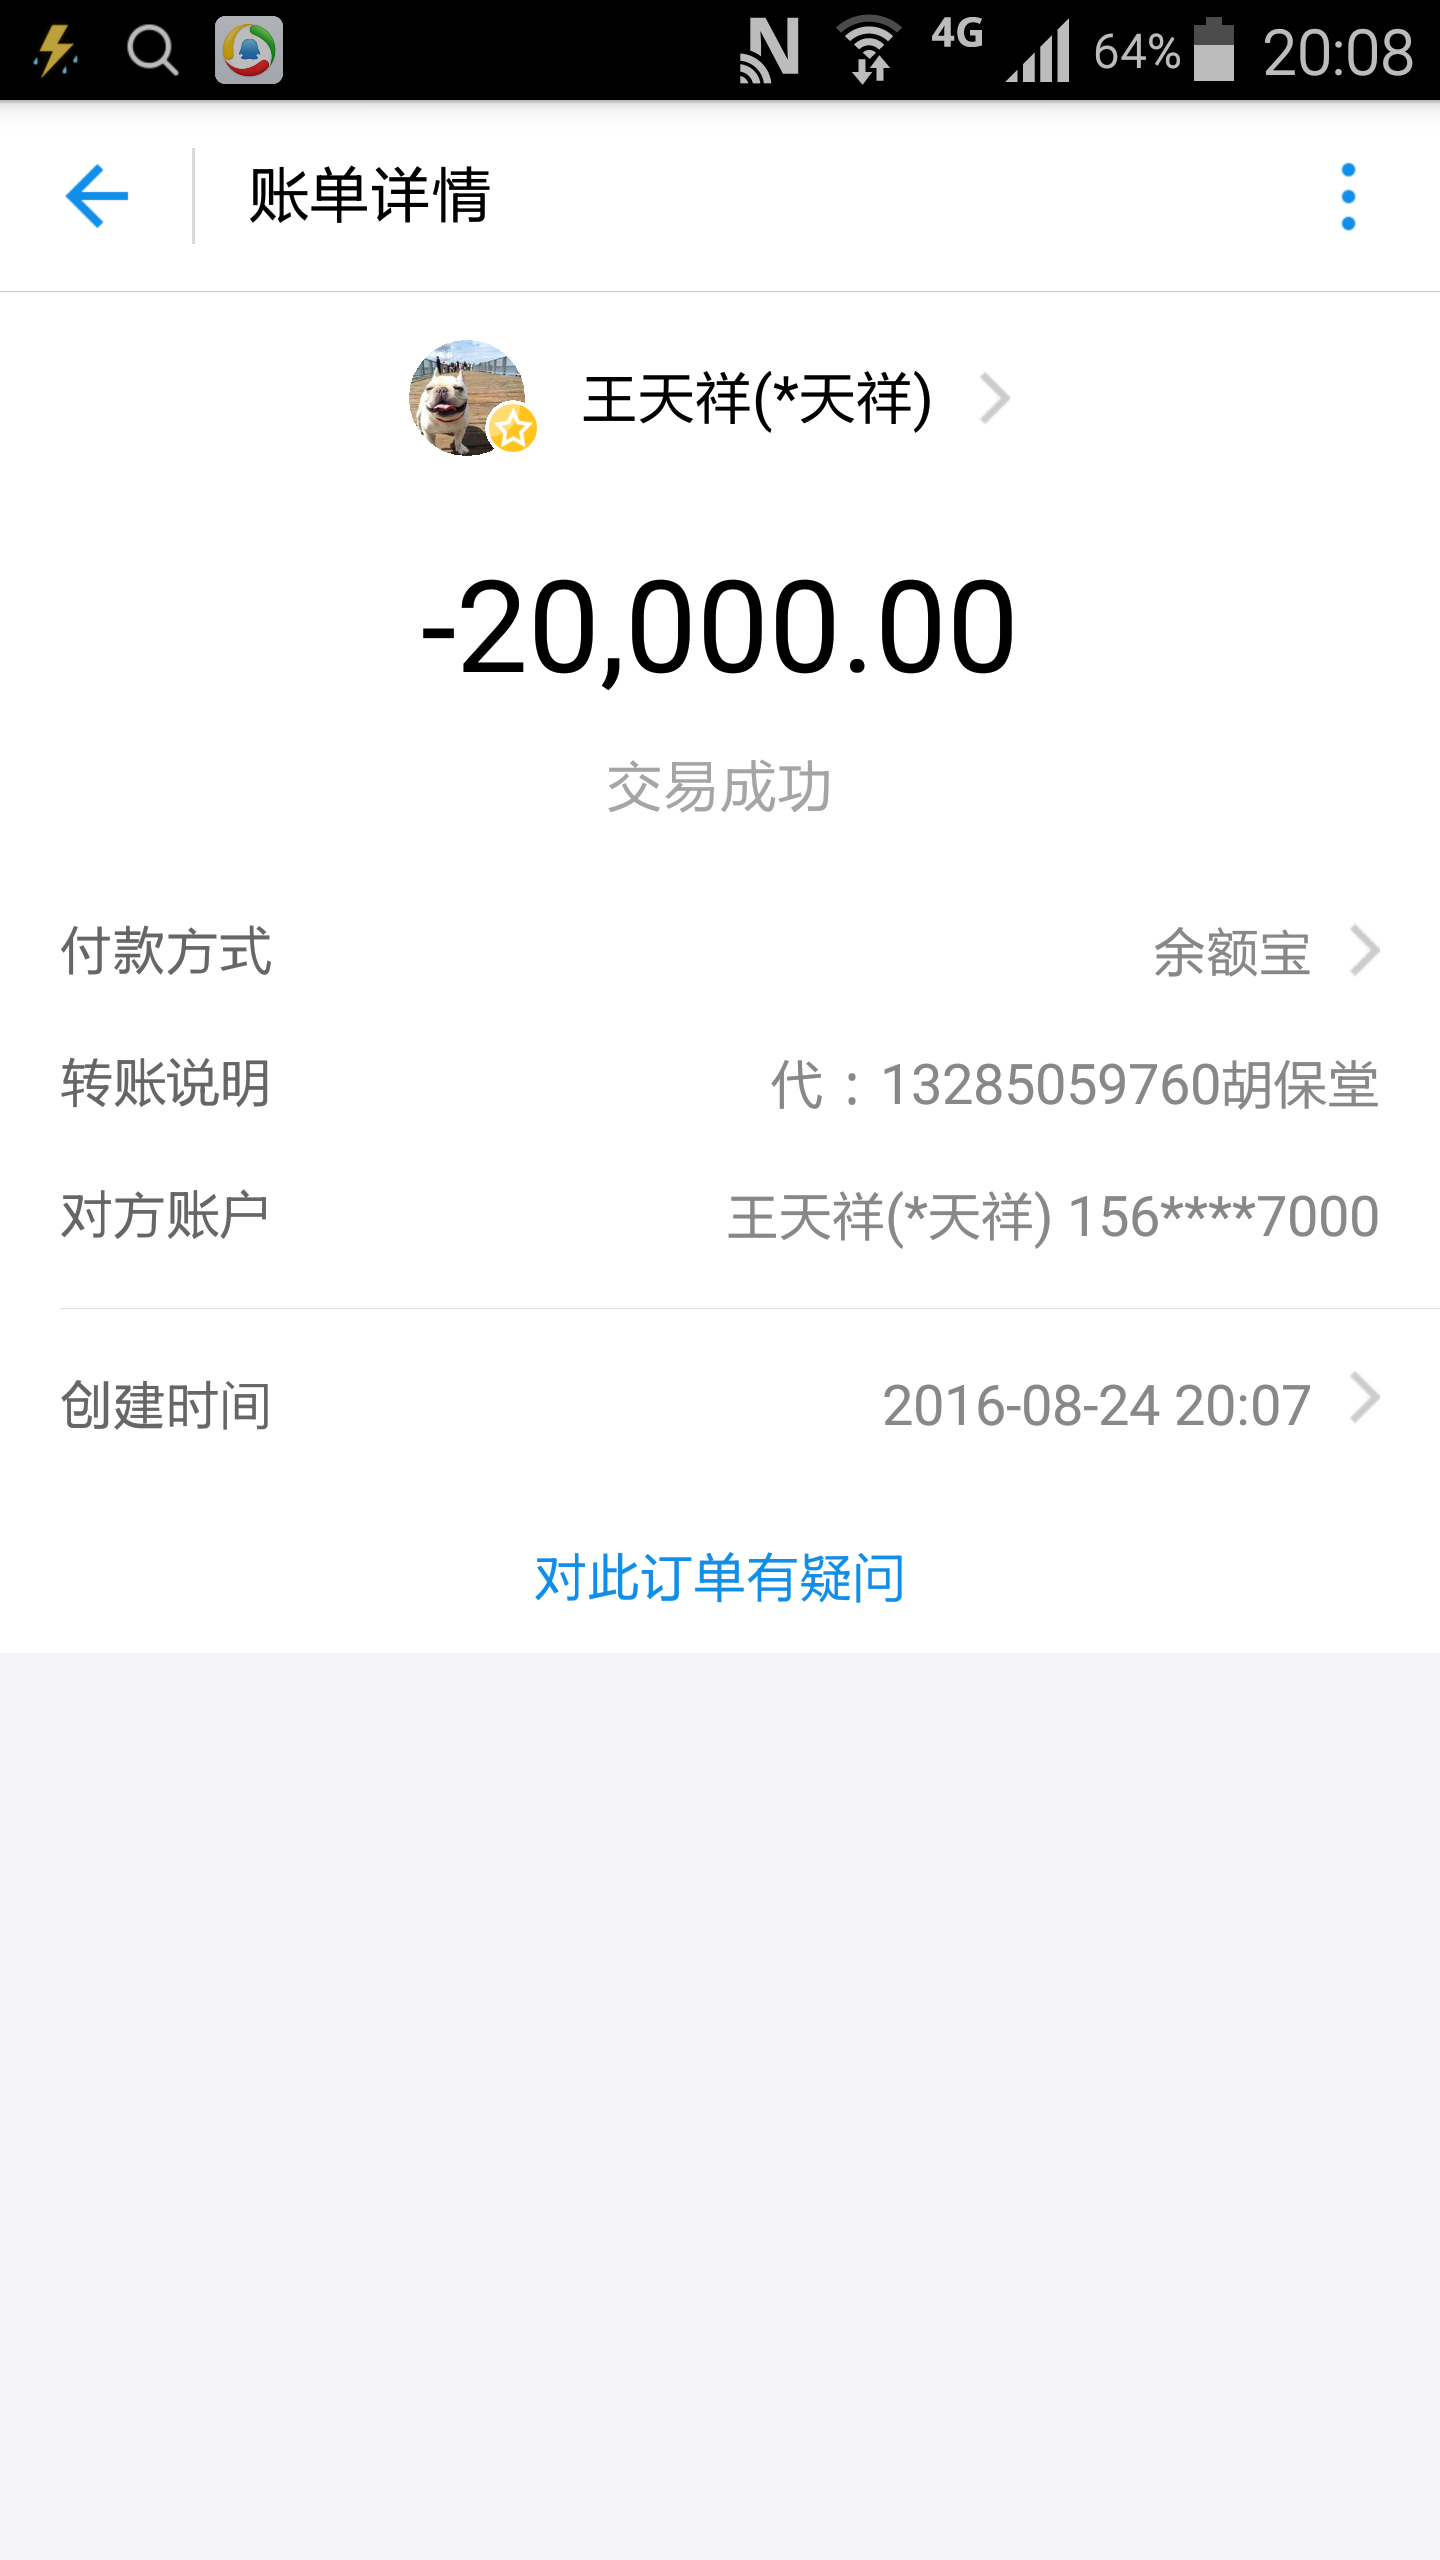 N 4G 64% 20:08
账单详情
王天祥(*天祥)
-20,000.00
交易成功
付款方式 余额宝
转账说明 代：13285059760胡保堂
对方账户 王天祥(*天祥) 156****7000
创建时间 2016-08-24 20:07
对此订单有疑问